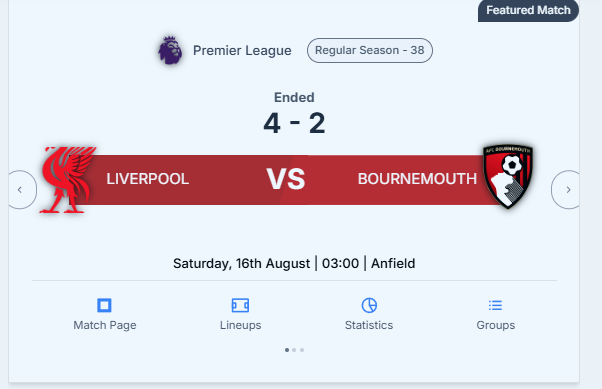 Featured Match
Premier League Regular Season - 38
Ended
4 - 2
LIVERPOOL VS BOURNEMOUTH
AFC BOURNEMOUTH
Saturday, 16th August | 03:00 | Anfield
Match Page Lineups Statistics Groups